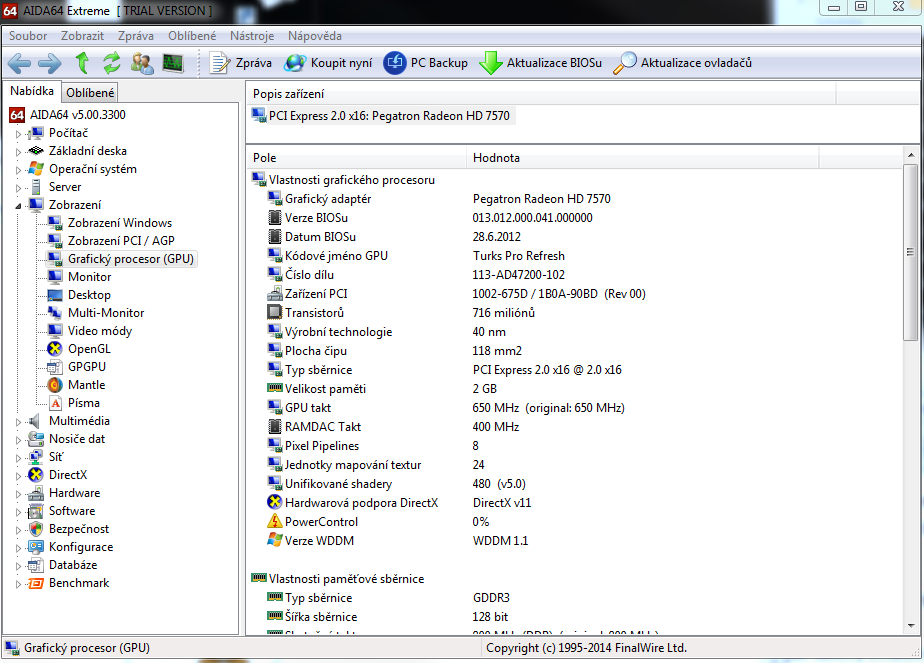 64 AIDA64 Extreme [ TRIAL VERSION ]
Soubor Zobrazit Zpráva Oblíbené Nástroje Nápověda
Zpráva Koupit nyní PC Backup Aktualizace BIOSu Aktualizace ovladačů
Nabídka Oblíbené
64 AIDA64 v5.00.3300
Počítač
Základní deska
Operační systém
Server
Zobrazení
Zobrazení Windows
Zobrazení PCI / AGP
Grafický procesor (GPU)
Monitor
Desktop
Multi-Monitor
Video módy
OpenGL
GPGPU
Mantle
Písma
Multimédia
Nosiče dat
Síť
DirectX
Hardware
Software
Bezpečnost
Konfigurace
Databáze
Benchmark
Popis zařízení
PCI Express 2.0 x16: Pegatron Radeon HD 7570
Pole Hodnota
Vlastnosti grafického procesoru
Grafický adaptér Pegatron Radeon HD 7570
Verze BIOSu 013.012.000.041.000000
Datum BIOSu 28.6.2012
Kódové jméno GPU Turks Pro Refresh
Číslo dílu 113-AD47200-102
Zařízení PCI 1002-675D / 1B0A-90BD (Rev 00)
Transistorů 716 miliónů
Výrobní technologie 40 nm
Plocha čipu 118 mm2
Typ sběrnice PCI Express 2.0 x16 @ 2.0 x16
Velikost paměti 2 GB
GPU takt 650 MHz (original: 650 MHz)
RAMDAC Takt 400 MHz
Pixel Pipelines 8
Jednotky mapování textur 24
Unifikované shadery 480 (v5.0)
Hardwarová podpora DirectX DirectX v11
PowerControl 0%
Verze WDDM WDDM 1.1
Vlastnosti paměťové sběrnice
Typ sběrnice GDDR3
Šířka sběrnice 128 bit
Grafický procesor (GPU) Copyright (c) 1995-2014 FinalWire Ltd.